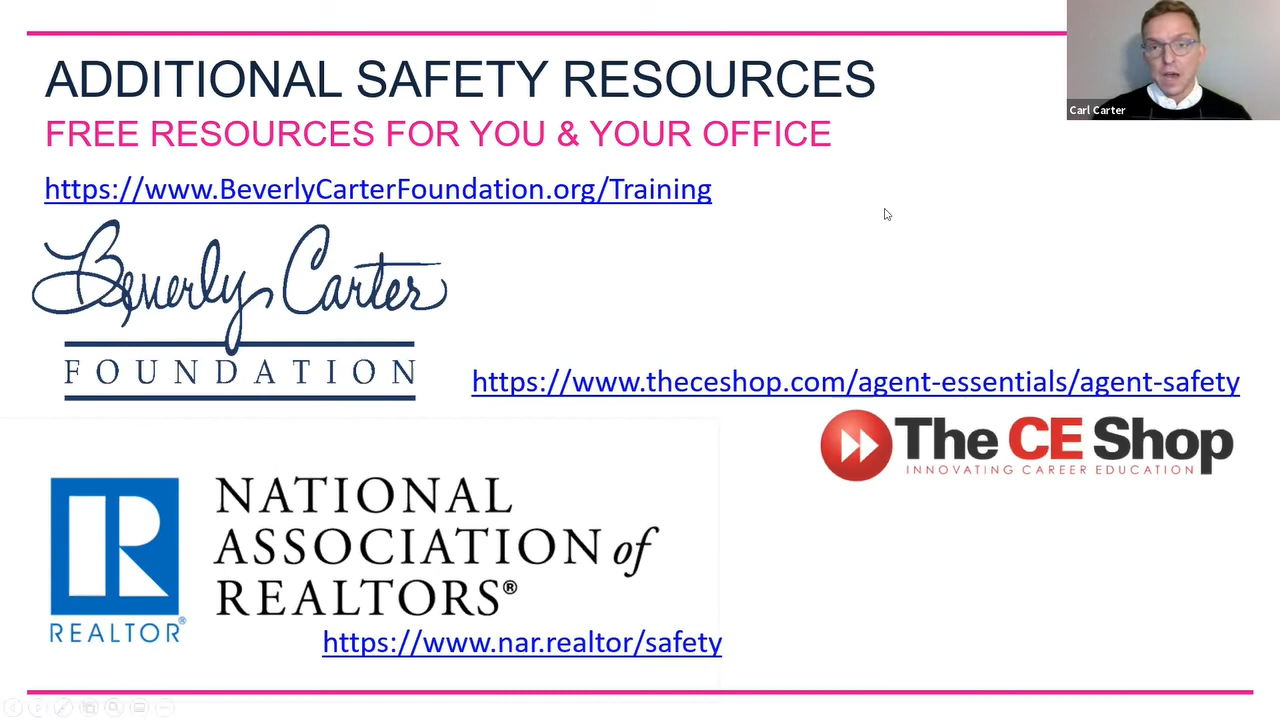 ADDITIONAL SAFETY RESOURCES
Carl Carter
FREE RESOURCES FOR YOU & YOUR OFFICE
https://www.BeverlyCarterFoundation.org/Training
Beverly Carter
FOUNDATION
https://www.theceshop.com/agent-essentials/agent-safety
The CE Shop
INNOVATING CAREER EDUCATION
NATIONAL
ASSOCIATION of
REALTORS®
REALTOR®
https://www.nar.realtor/safety